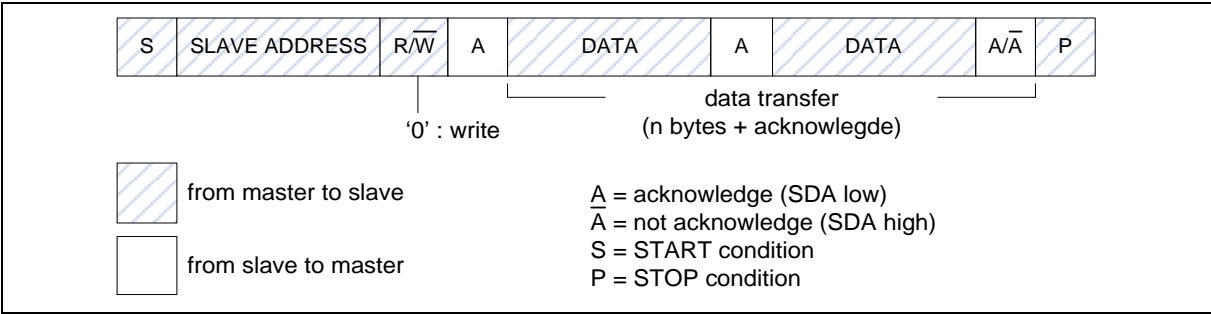 S SLAVE ADDRESS R/W̅ A DATA A DATA A/A̅ P
data transfer
(n bytes + acknowlegde)
‘0’ : write
from master to slave
from slave to master
A = acknowledge (SDA low)
A̅ = not acknowledge (SDA high)
S = START condition
P = STOP condition